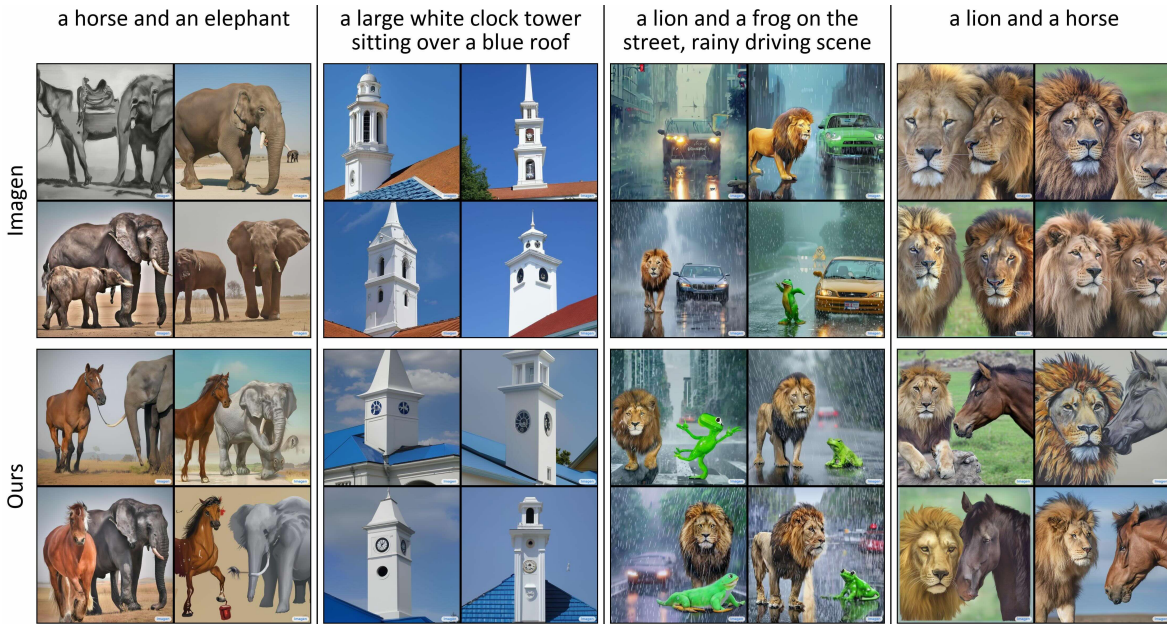 a horse and an elephant
a large white clock tower
sitting over a blue roof
a lion and a frog on the
street, rainy driving scene
a lion and a horse
Imagen
Ours